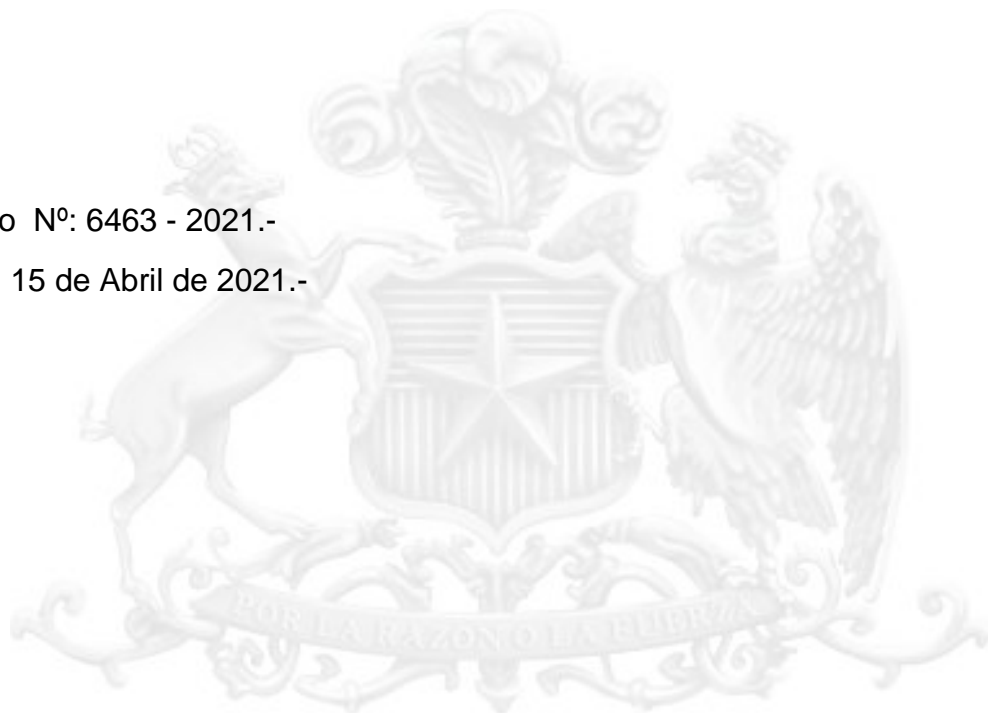 o Nº: 6463 - 2021.-
15 de Abril de 2021.-
POR LA RAZON O LA FUERZA